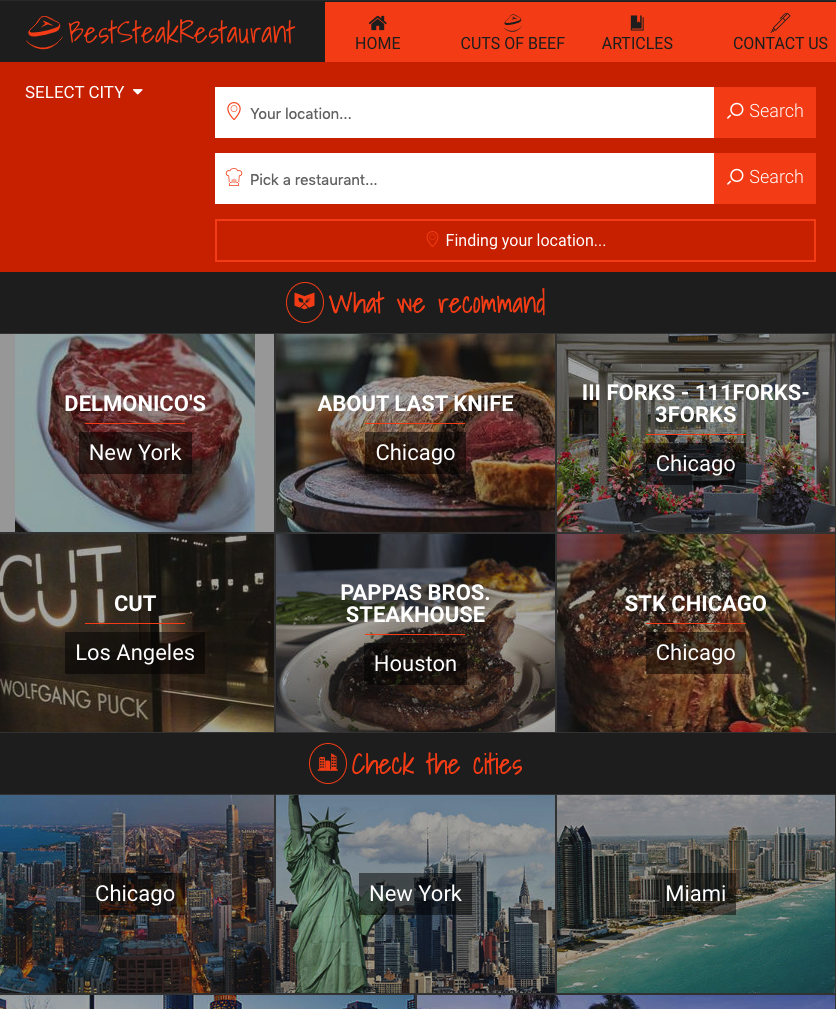 BestSteakRestaurant
HOME
CUTS OF BEEF
ARTICLES
CONTACT US
SELECT CITY
Your location...
Search
Pick a restaurant...
Search
Finding your location...
What we recommand
DELMONICO'S
New York
ABOUT LAST KNIFE
Chicago
III FORKS - 111FORKS-
3FORKS
Chicago
CUT
CUT
Los Angeles
WOLFGANG PUCK
PAPPAS BROS.
STEAKHOUSE
Houston
STK CHICAGO
Chicago
Check the cities
Chicago
New York
Miami